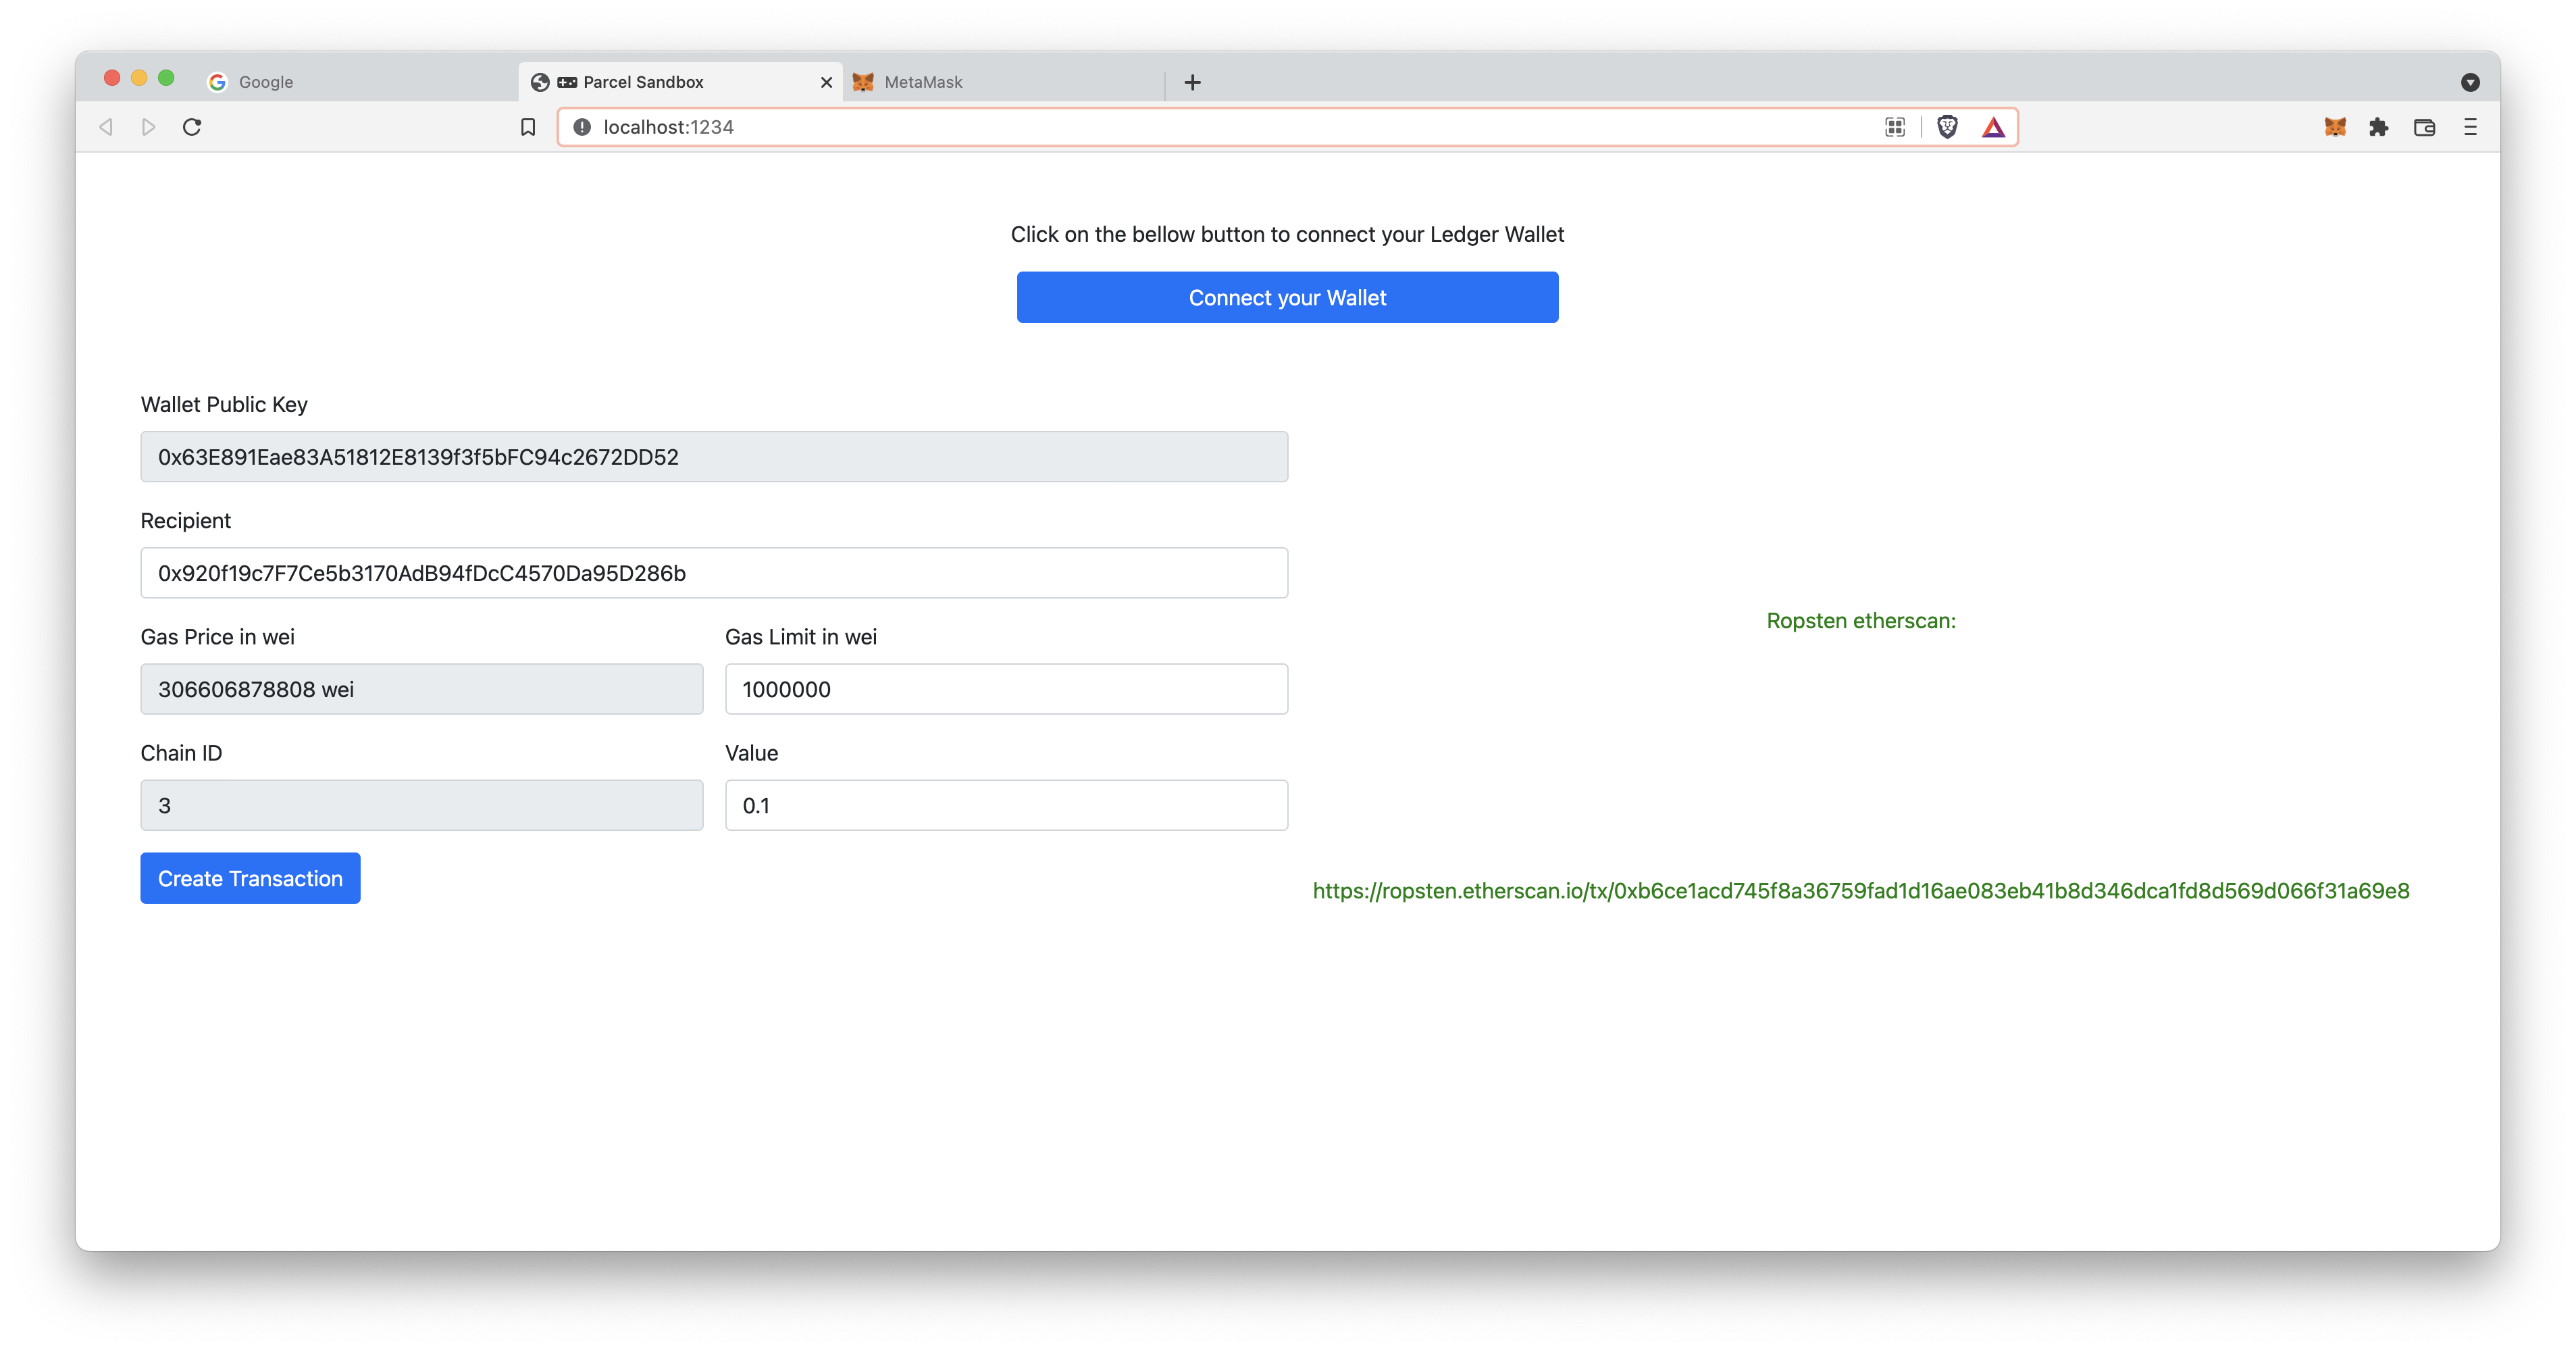 Google
Parcel Sandbox
MetaMask
localhost:1234
Click on the bellow button to connect your Ledger Wallet
Connect your Wallet
Wallet Public Key
0x63E891Eae83A51812E8139f3f5bFC94c2672DD52
Recipient
0x920f19c7F7Ce5b3170AdB94fDcC4570Da95D286b
Gas Price in wei
Gas Limit in wei
306606878808 wei
1000000
Chain ID
Value
3
0.1
Create Transaction
Ropsten etherscan:
https://ropsten.etherscan.io/tx/0xb6ce1acd745f8a36759fad1d16ae083eb41b8d346dca1fd8d569d066f31a69e8